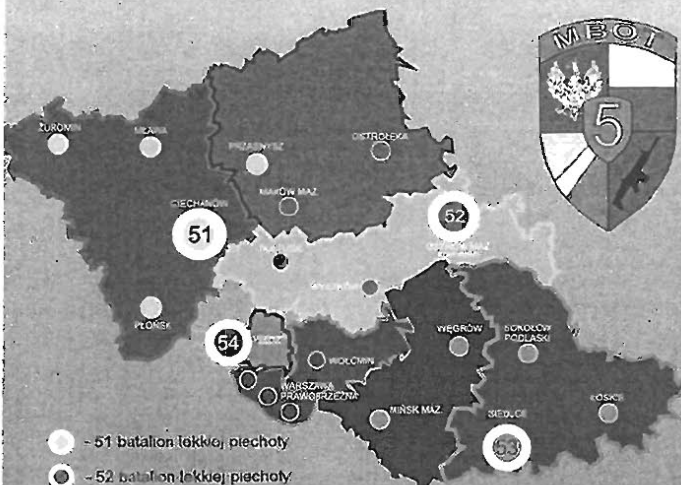 MBOT
5
ŻUROMIN
MŁAWA
PRZASNYSZ
OSTROŁĘKA
MAKÓW MAZ.
CIECHANÓW
51
52
PŁOŃSK
54
WĘGRÓW
SOKOŁÓW
PODLASKI
WOŁOMIN
WARSZAWA
PRAWOBRZEŻNA
MIŃSK MAZ.
ŁOSICE
SIEDLCE
53
- 51 batalion lekkiej piechoty
- 52 batalion lekkiej piechoty